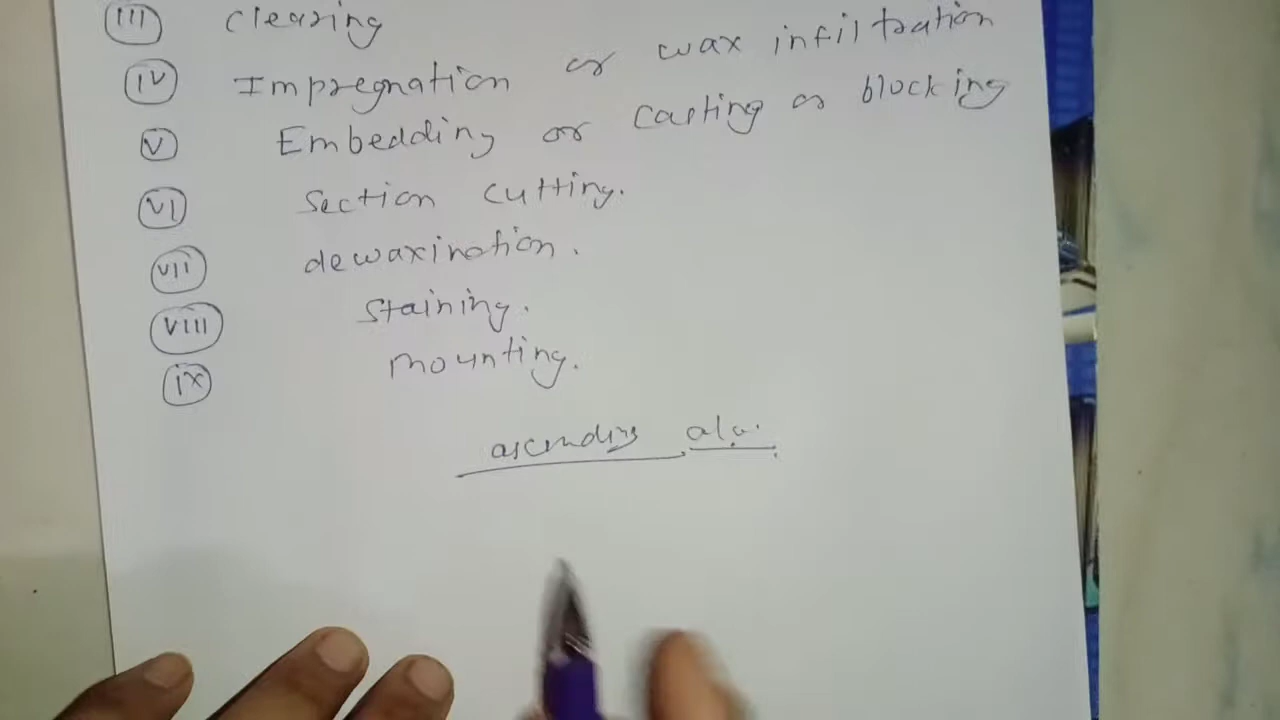 III Clearing
IV Impregnation or wax infiltration
V Embedding or casting or blocking
VI Section cutting.
VII dewaxination.
VIII Staining.
ix mounting.
ascending